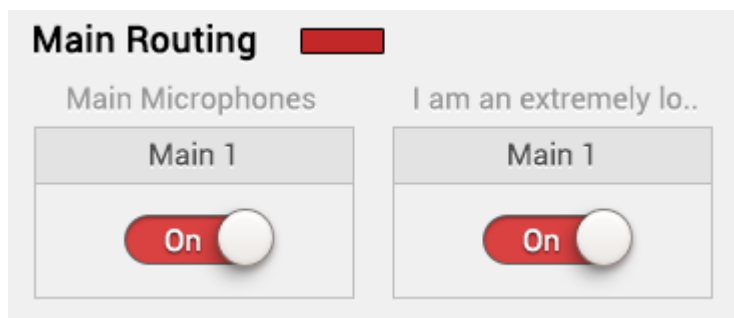 Main Routing
Main Microphones
I am an extremely lo..
Main 1
Main 1
On
On